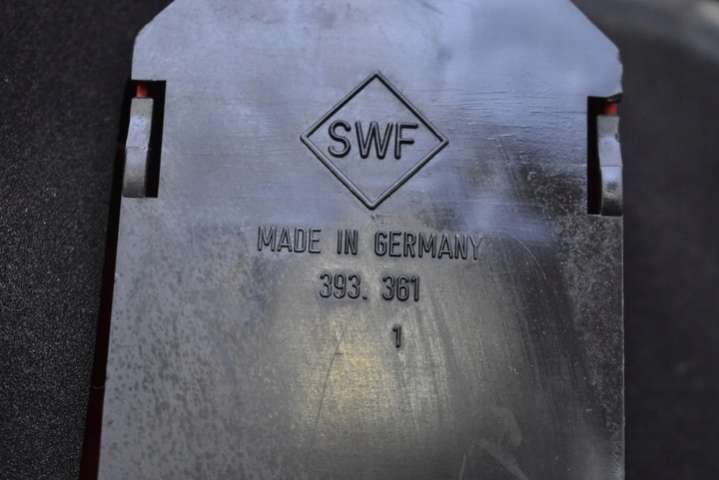 SWF
MADE IN GERMANY
393. 361
1